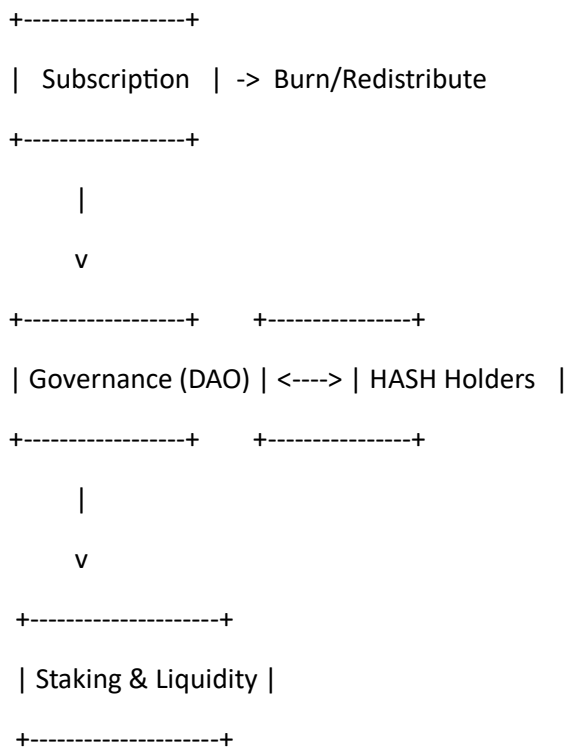 +------------------+
|   Subscription   | -> Burn/Redistribute
+------------------+
|
v
+------------------+      +----------------+
| Governance (DAO) | <----> | HASH Holders   |
+------------------+      +----------------+
|
v
+---------------------+
| Staking & Liquidity |
+---------------------+